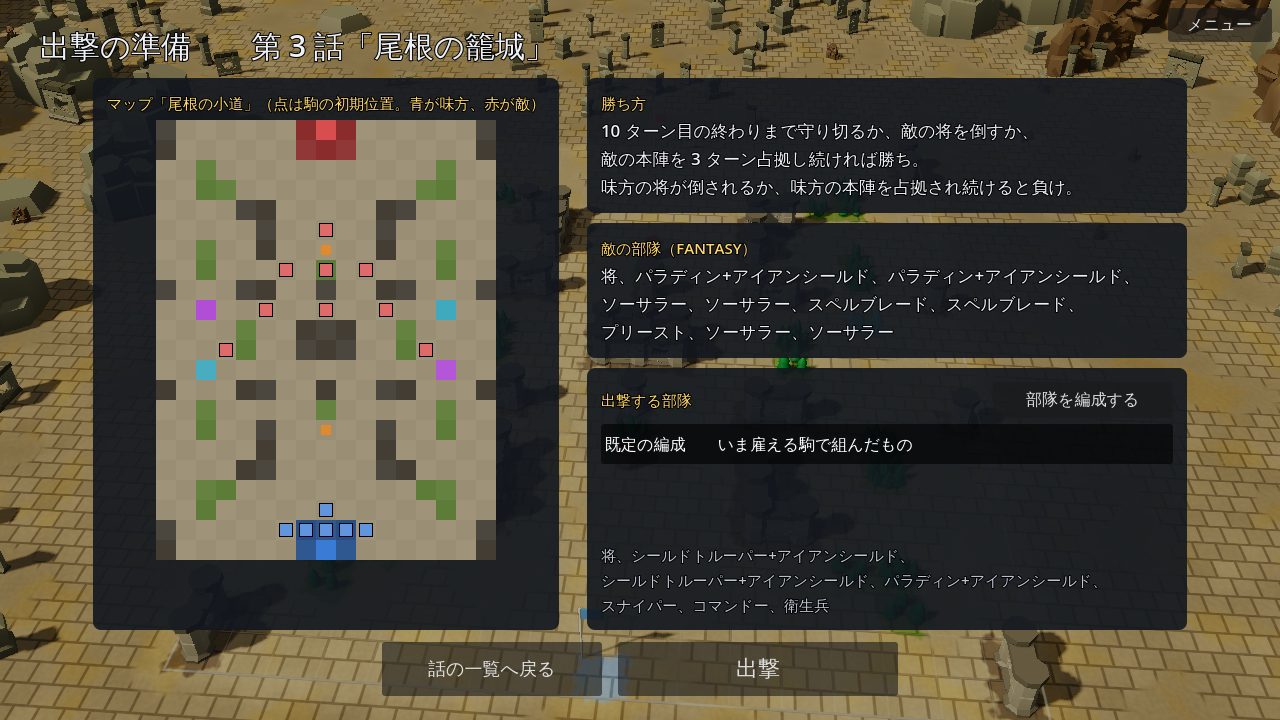 出撃の準備　　第 3 話「尾根の籠城」
メニュー
マップ「尾根の小道」（点は駒の初期位置。青が味方、赤が敵）
勝ち方
10 ターン目の終わりまで守り切るか、敵の将を倒すか、
敵の本陣を 3 ターン占拠し続ければ勝ち。
味方の将が倒されるか、味方の本陣を占拠され続けると負け。
敵の部隊（FANTASY）
将、パラディン+アイアンシールド、パラディン+アイアンシールド、
ソーサラー、ソーサラー、スペルブレード、スペルブレード、
プリースト、ソーサラー、ソーサラー
出撃する部隊
部隊を編成する
既定の編成　　いま雇える駒で組んだもの
将、シールドトルーパー+アイアンシールド、
シールドトルーパー+アイアンシールド、パラディン+アイアンシールド、
スナイパー、コマンドー、衛生兵
話の一覧へ戻る
出撃